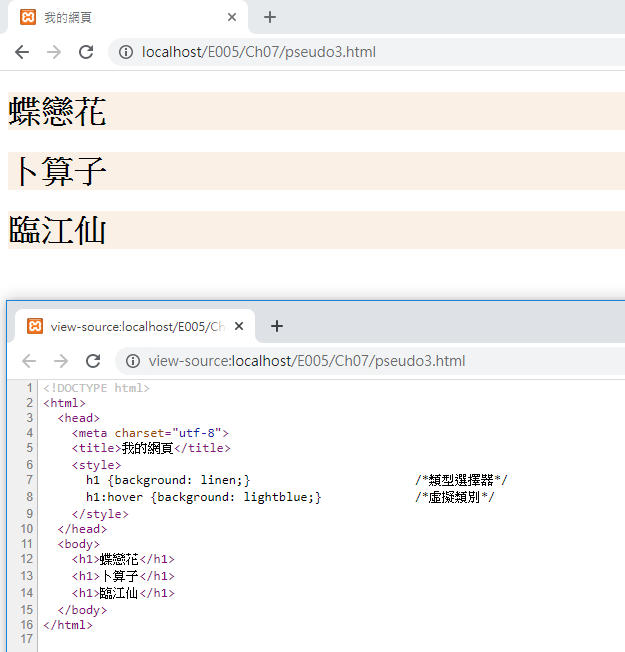 我的網頁
localhost/E005/Ch07/pseudo3.html
蝶戀花
卜算子
臨江仙
view-source:localhost/E005/Ch
view-source:localhost/E005/Ch07/pseudo3.html
1 <!DOCTYPE html>
2 <html>
3   <head>
4     <meta charset="utf-8">
5     <title>我的網頁</title>
6     <style>
7       h1 {background: linen;}                       /*類型選擇器*/
8       h1:hover {background: lightblue;}             /*虛擬類別*/
9     </style>
10   </head>
11   <body>
12     <h1>蝶戀花</h1>
13     <h1>卜算子</h1>
14     <h1>臨江仙</h1>
15   </body>
16 </html>
17